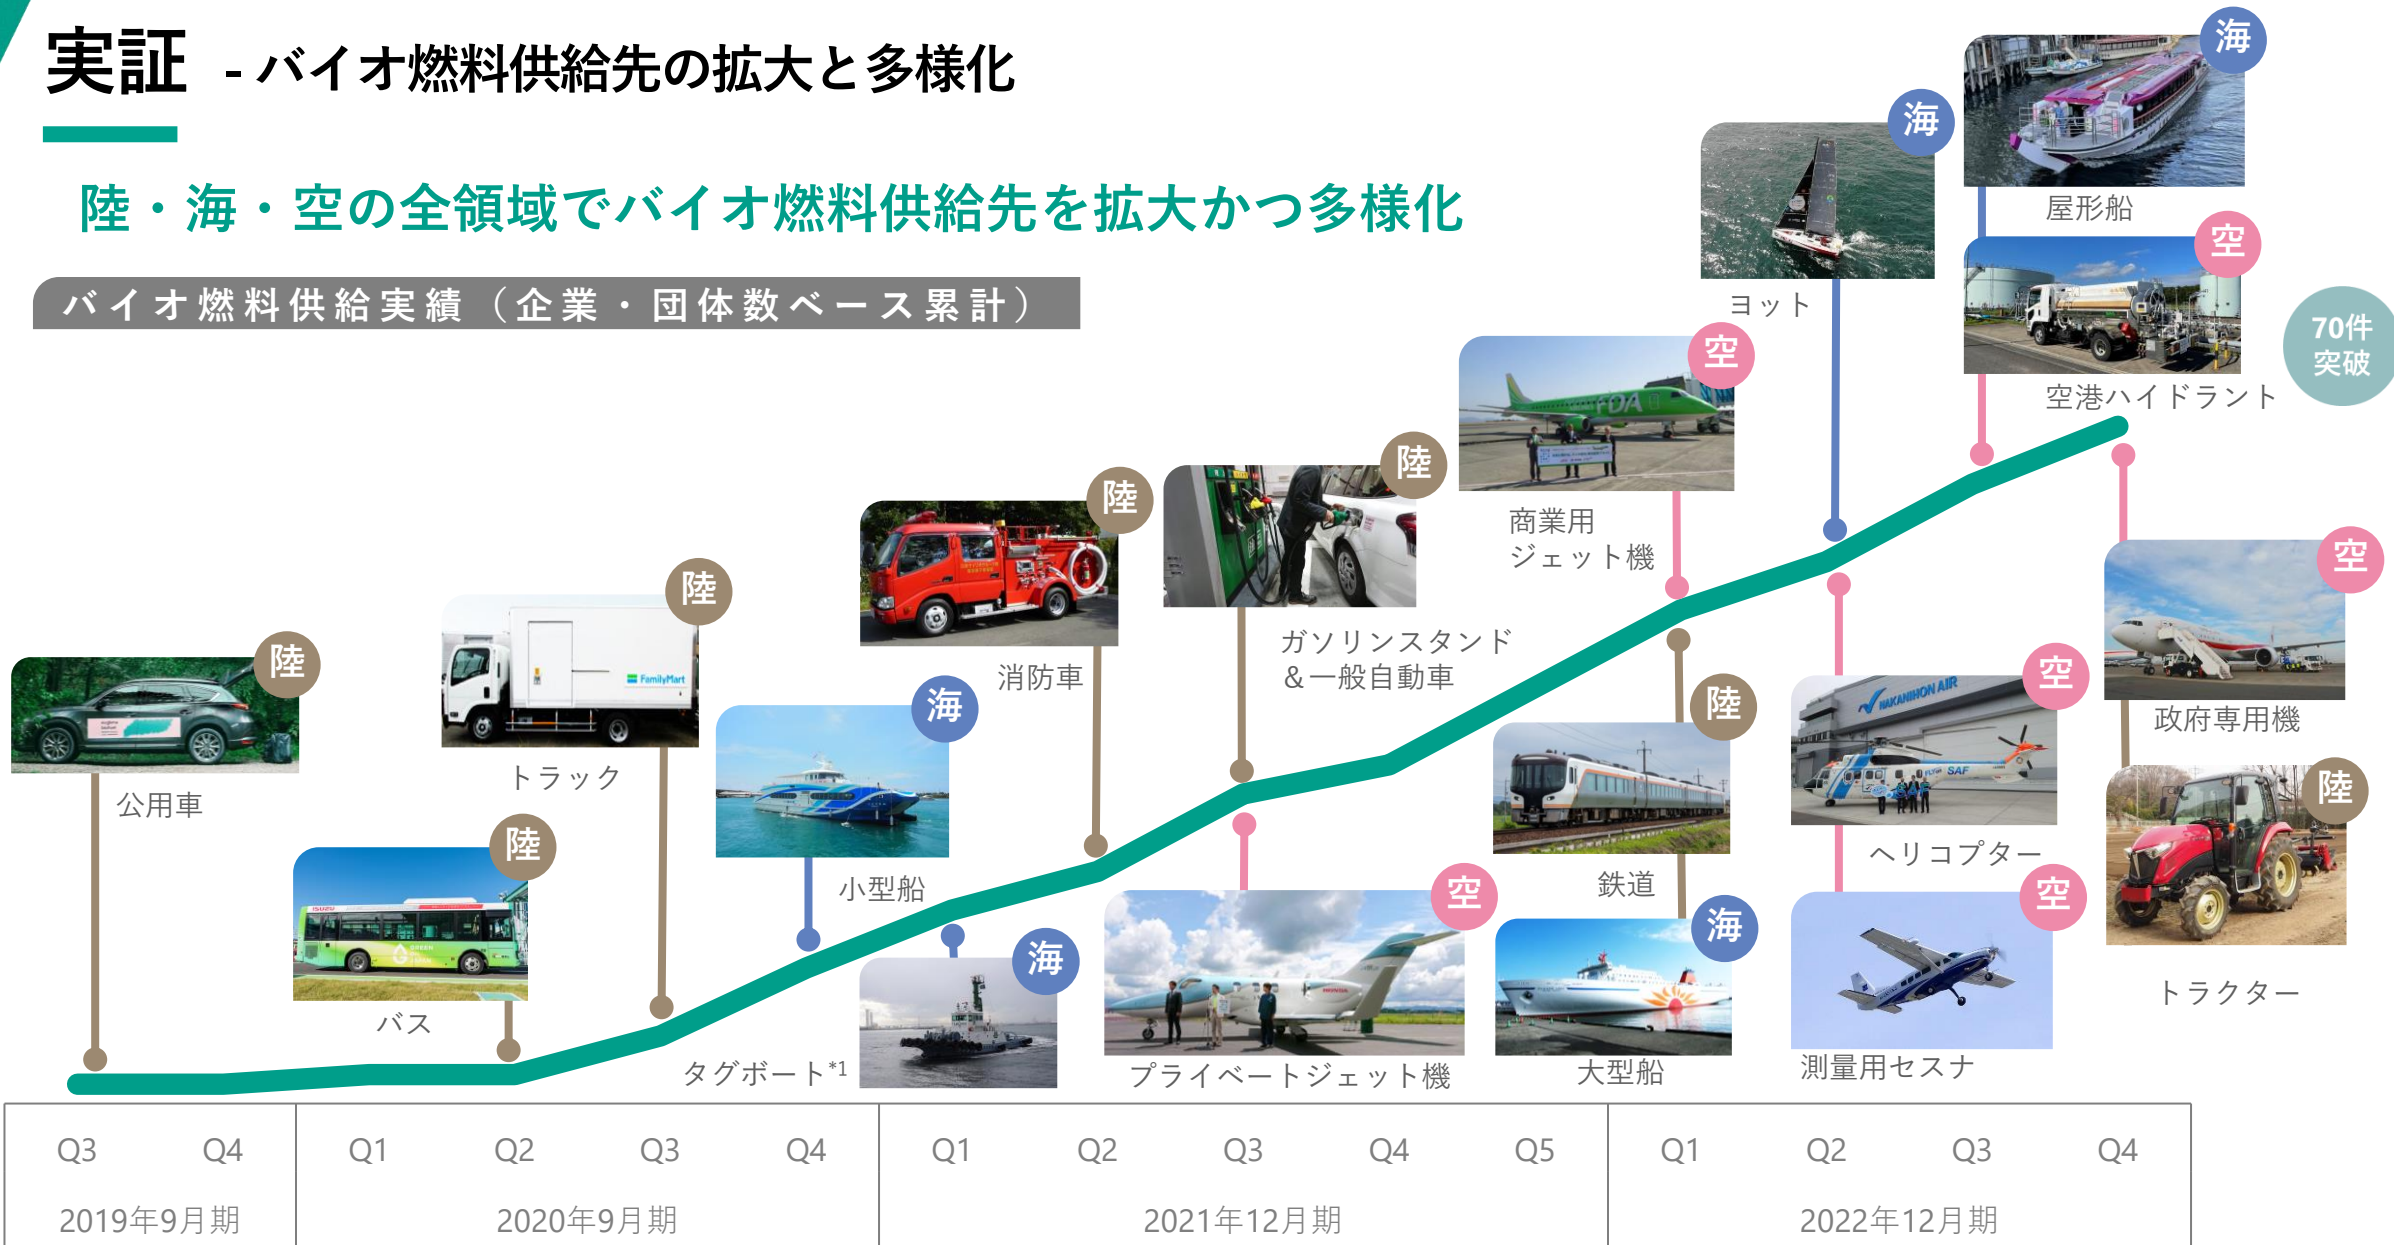 実証 - バイオ燃料供給先の拡大と多様化
陸・海・空の全領域でバイオ燃料供給先を拡大かつ多様化
バイオ燃料供給実績（企業・団体数ベース累計）
陸
公用車
陸
バス
陸
FamilyMart
トラック
海
小型船
海
タグボート*1
陸
消防車
陸
ガソリンスタンド
＆一般自動車
空
HONDA
プライベートジェット機
空
FDA
商業用
ジェット機
陸
鉄道
海
大型船
海
ヨット
空
NAKANIHON AIR
SAF
ヘリコプター
空
測量用セスナ
海
屋形船
空
空港ハイドラント
70件
突破
空
政府専用機
陸
トラクター
ISUZU
Q3 Q4 Q1 Q2 Q3 Q4 Q1 Q2 Q3 Q4 Q5 Q1 Q2 Q3 Q4
2019年9月期 2020年9月期 2021年12月期 2022年12月期